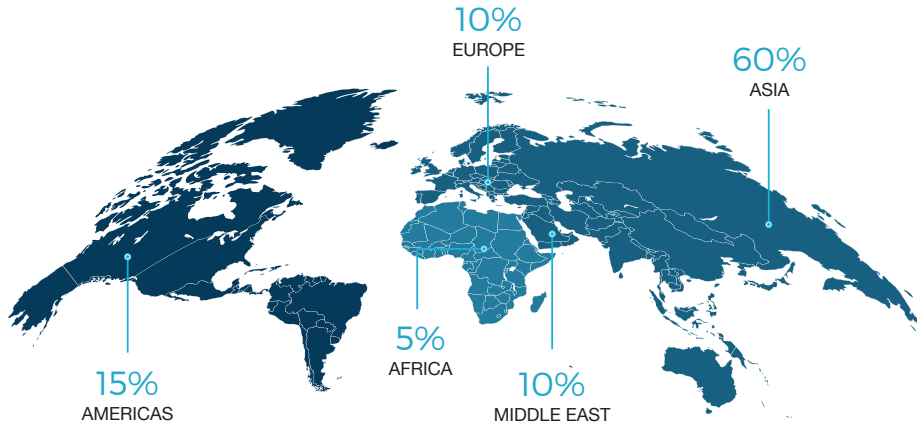 10%
EUROPE
60%
ASIA
5%
AFRICA
15%
AMERICAS
10%
MIDDLE EAST